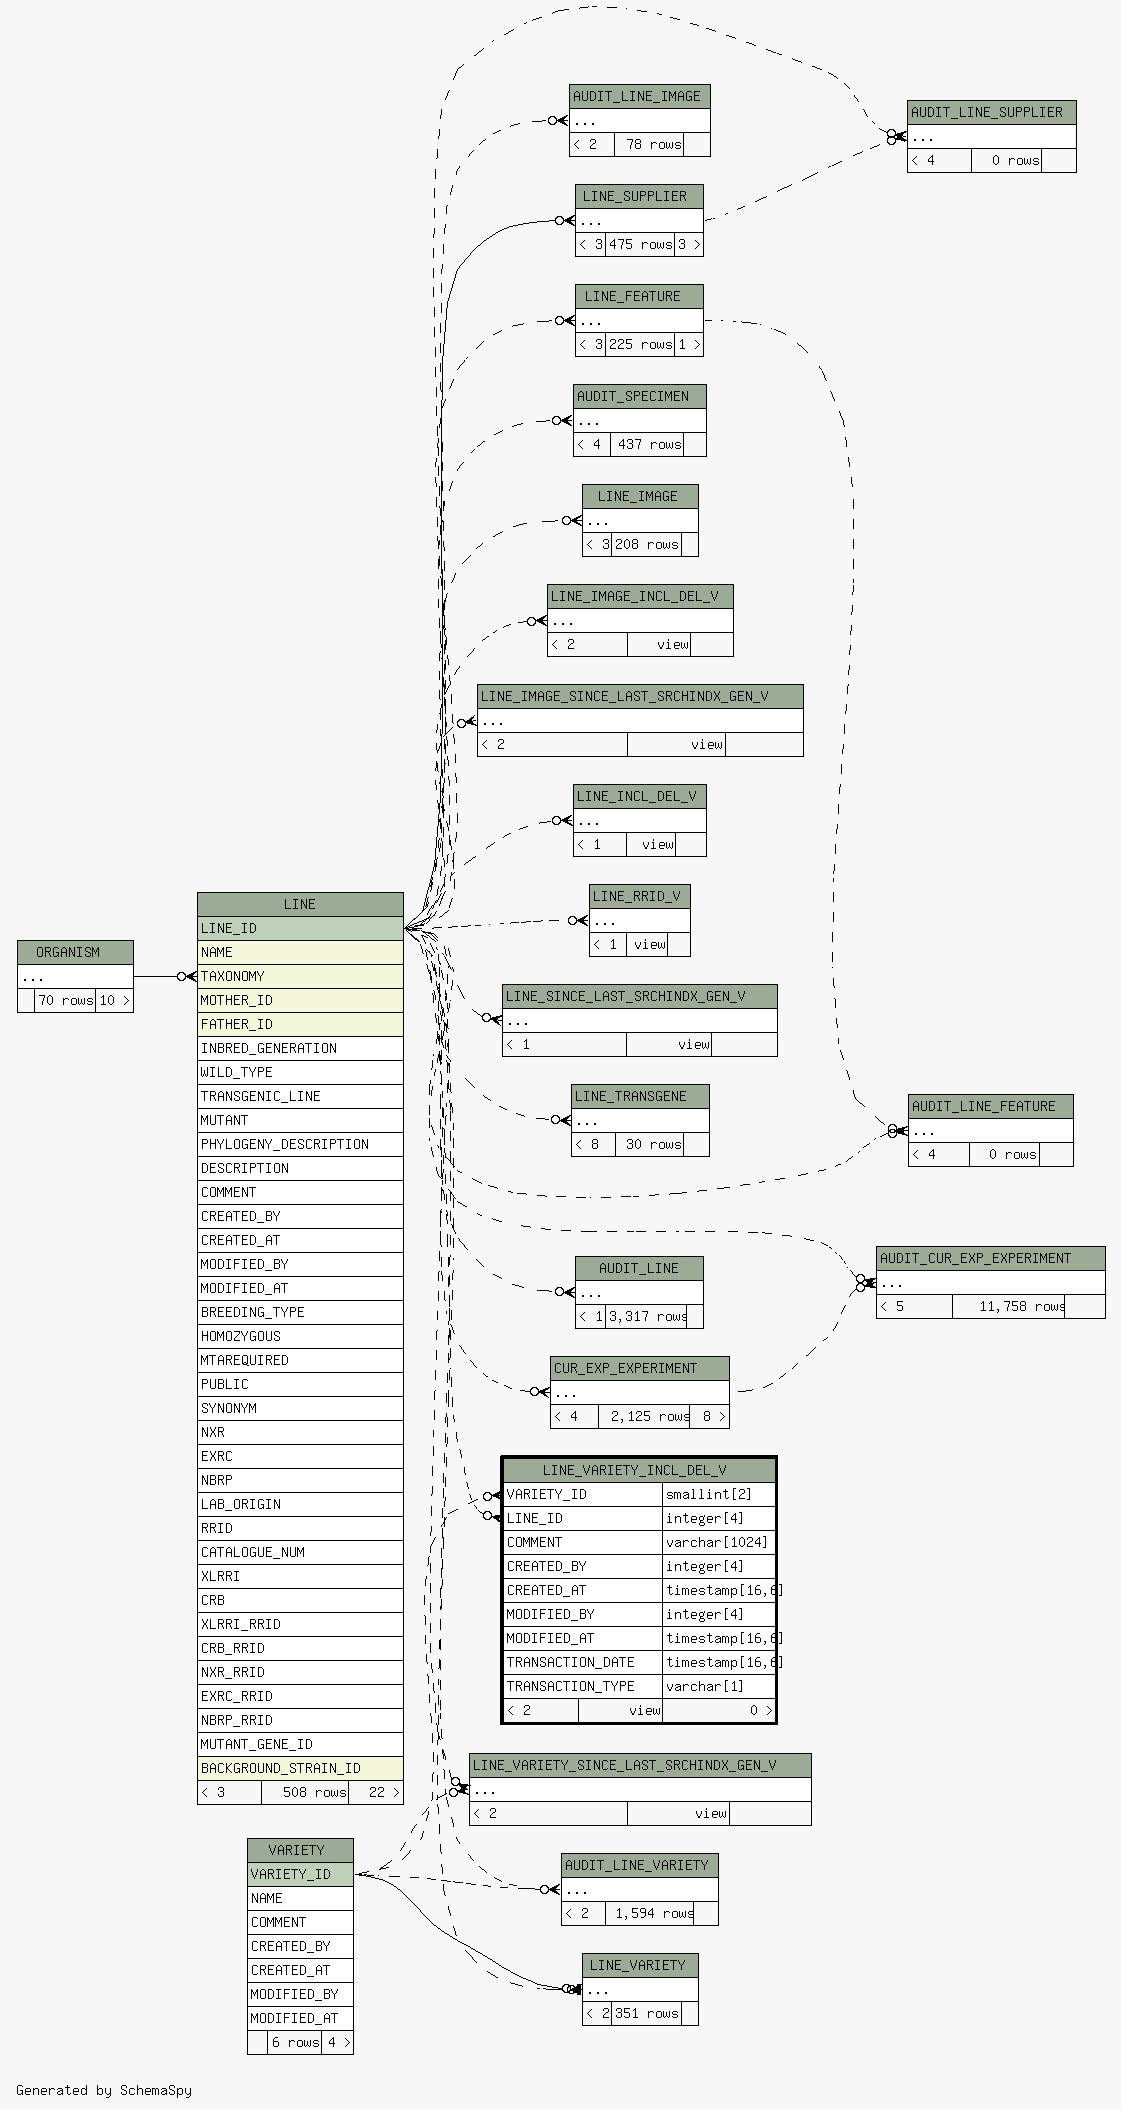 AUDIT_LINE_IMAGE
...
< 2 78 rows
AUDIT_LINE_SUPPLIER
...
< 4 0 rows
LINE_SUPPLIER
...
< 3 475 rows 3 >
LINE_FEATURE
...
< 3 225 rows 1 >
AUDIT_SPECIMEN
...
< 4 437 rows
LINE_IMAGE
...
< 3 208 rows
LINE_IMAGE_INCL_DEL_V
...
< 2 view
LINE_IMAGE_SINCE_LAST_SRCHINDX_GEN_V
...
< 2 view
LINE_INCL_DEL_V
...
< 1 view
LINE_RRID_V
...
< 1 view
LINE_SINCE_LAST_SRCHINDX_GEN_V
...
< 1 view
LINE_TRANSGENE
...
< 8 30 rows
AUDIT_LINE_FEATURE
...
< 4 0 rows
AUDIT_LINE
...
< 1 3,317 rows
AUDIT_CUR_EXP_EXPERIMENT
...
< 5 11,758 rows
CUR_EXP_EXPERIMENT
...
< 4 2,125 rows 8 >
ORGANISM
...
70 rows 10 >
LINE
LINE_ID
NAME
TAXONOMY
MOTHER_ID
FATHER_ID
INBRED_GENERATION
WILD_TYPE
TRANSGENIC_LINE
MUTANT
PHYLOGENY_DESCRIPTION
DESCRIPTION
COMMENT
CREATED_BY
CREATED_AT
MODIFIED_BY
MODIFIED_AT
BREEDING_TYPE
HOMOZYGOUS
MTAREQUIRED
PUBLIC
SYNONYM
NXR
EXRC
NBRP
LAB_ORIGIN
RRID
CATALOGUE_NUM
XLRRI
CRB
XLRRI_RRID
CRB_RRID
NXR_RRID
EXRC_RRID
NBRP_RRID
MUTANT_GENE_ID
BACKGROUND_STRAIN_ID
< 3 508 rows 22 >
LINE_VARIETY_INCL_DEL_V
VARIETY_ID smallint[2]
LINE_ID integer[4]
COMMENT varchar[1024]
CREATED_BY integer[4]
CREATED_AT timestamp[16,6]
MODIFIED_BY integer[4]
MODIFIED_AT timestamp[16,6]
TRANSACTION_DATE timestamp[16,6]
TRANSACTION_TYPE varchar[1]
< 2 view 0 >
LINE_VARIETY_SINCE_LAST_SRCHINDX_GEN_V
...
< 2 view
VARIETY
VARIETY_ID
NAME
COMMENT
CREATED_BY
CREATED_AT
MODIFIED_BY
MODIFIED_AT
6 rows 4 >
AUDIT_LINE_VARIETY
...
< 2 1,594 rows
LINE_VARIETY
...
< 2 351 rows
Generated by SchemaSpy